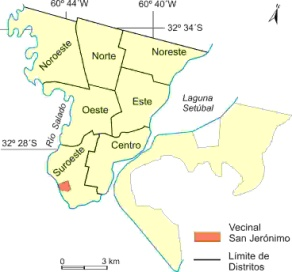 60º 44´W
60º 40´W
32º 34´S
Noroeste
Norte
Noreste
Río Salado
Oeste
Este
Laguna
Setúbal
32º 28´S
Suroeste
Centro
Vecinal
San Jerónimo
Límite de
Distritos
0
3 km